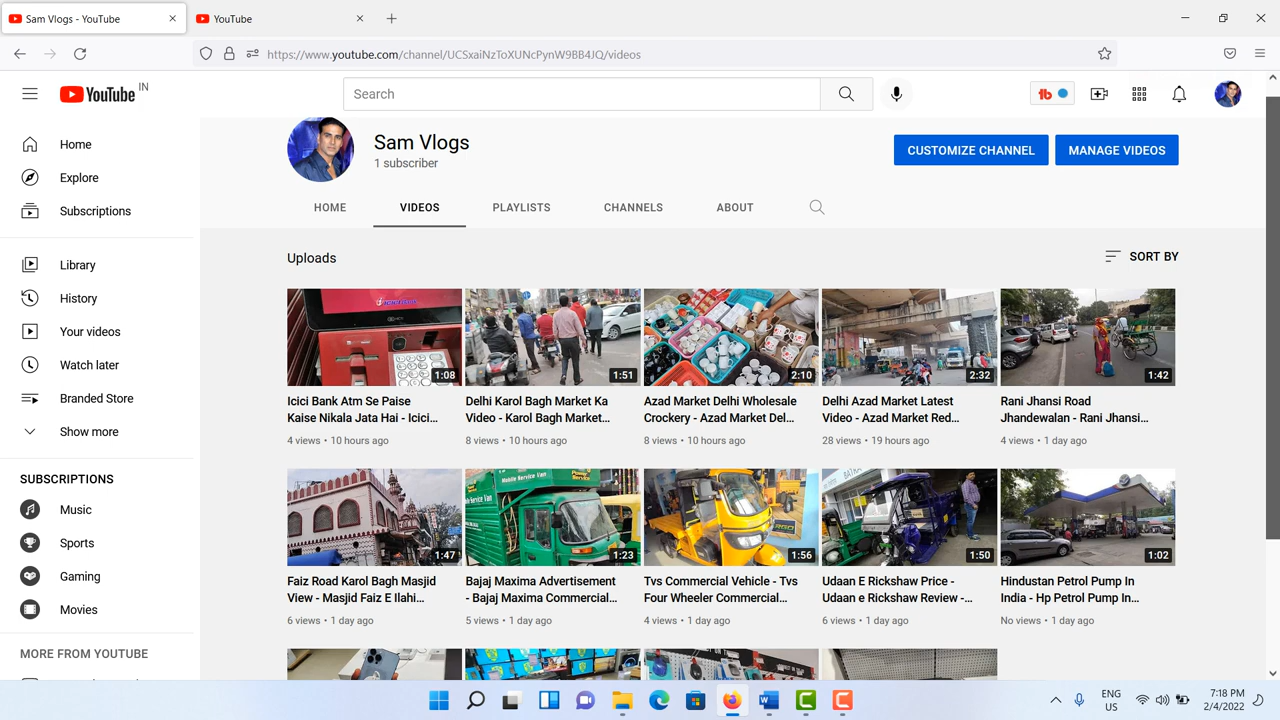 Sam Vlogs - YouTube
YouTube
https://www.youtube.com/channel/UCSxaiNzToXUNcPynW9BB4JQ/videos
YouTube IN
Search
Home
Explore
Subscriptions
Library
History
Your videos
Watch later
Branded Store
Show more
SUBSCRIPTIONS
Music
Sports
Gaming
Movies
MORE FROM YOUTUBE
Sam Vlogs
1 subscriber
CUSTOMIZE CHANNEL
MANAGE VIDEOS
HOME
VIDEOS
PLAYLISTS
CHANNELS
ABOUT
Uploads
SORT BY
1:08
Icici Bank Atm Se Paise
Kaise Nikala Jata Hai - Icici...
4 views • 10 hours ago
1:51
Delhi Karol Bagh Market Ka
Video - Karol Bagh Market...
8 views • 10 hours ago
2:10
Azad Market Delhi Wholesale
Crockery - Azad Market Del...
8 views • 10 hours ago
2:32
Delhi Azad Market Latest
Video - Azad Market Red...
28 views • 19 hours ago
1:42
Rani Jhansi Road
Jhandewalan - Rani Jhansi...
4 views • 1 day ago
1:47
Faiz Road Karol Bagh Masjid
View - Masjid Faiz E Ilahi...
6 views • 1 day ago
Mobile Service Van
1:23
Bajaj Maxima Advertisement
- Bajaj Maxima Commercial...
5 views • 1 day ago
1:56
Tvs Commercial Vehicle - Tvs
Four Wheeler Commercial...
4 views • 1 day ago
1:50
Udaan E Rickshaw Price -
Udaan e Rickshaw Review -...
6 views • 1 day ago
1:02
Hindustan Petrol Pump In
India - Hp Petrol Pump In...
No views • 1 day ago
ENG
US
7:18 PM
2/4/2022